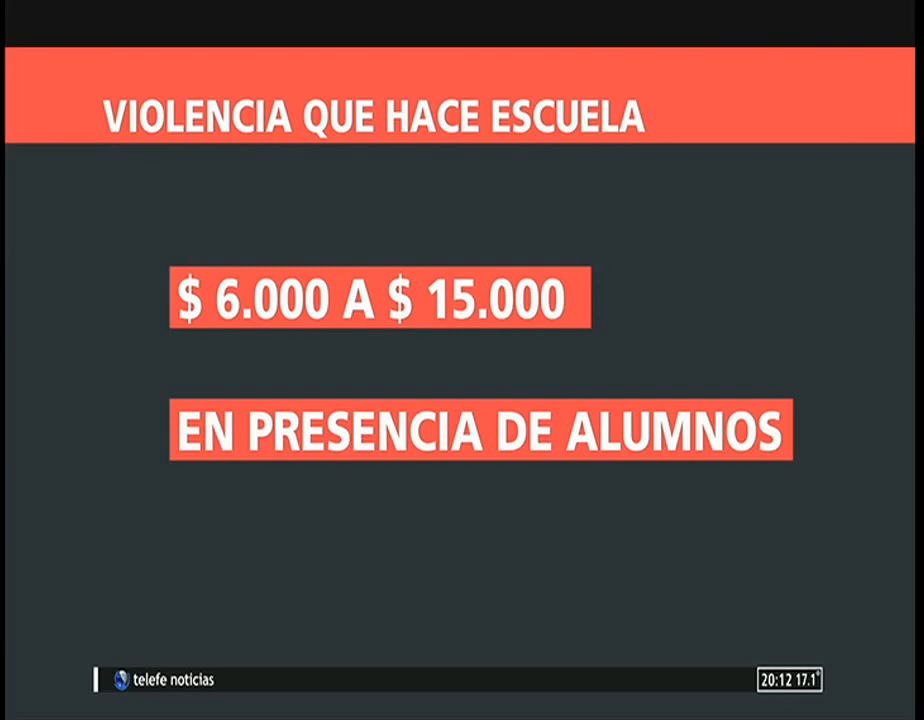 VIOLENCIA QUE HACE ESCUELA
$ 6.000 A $ 15.000
EN PRESENCIA DE ALUMNOS
telefe noticias
20:12 17.1°